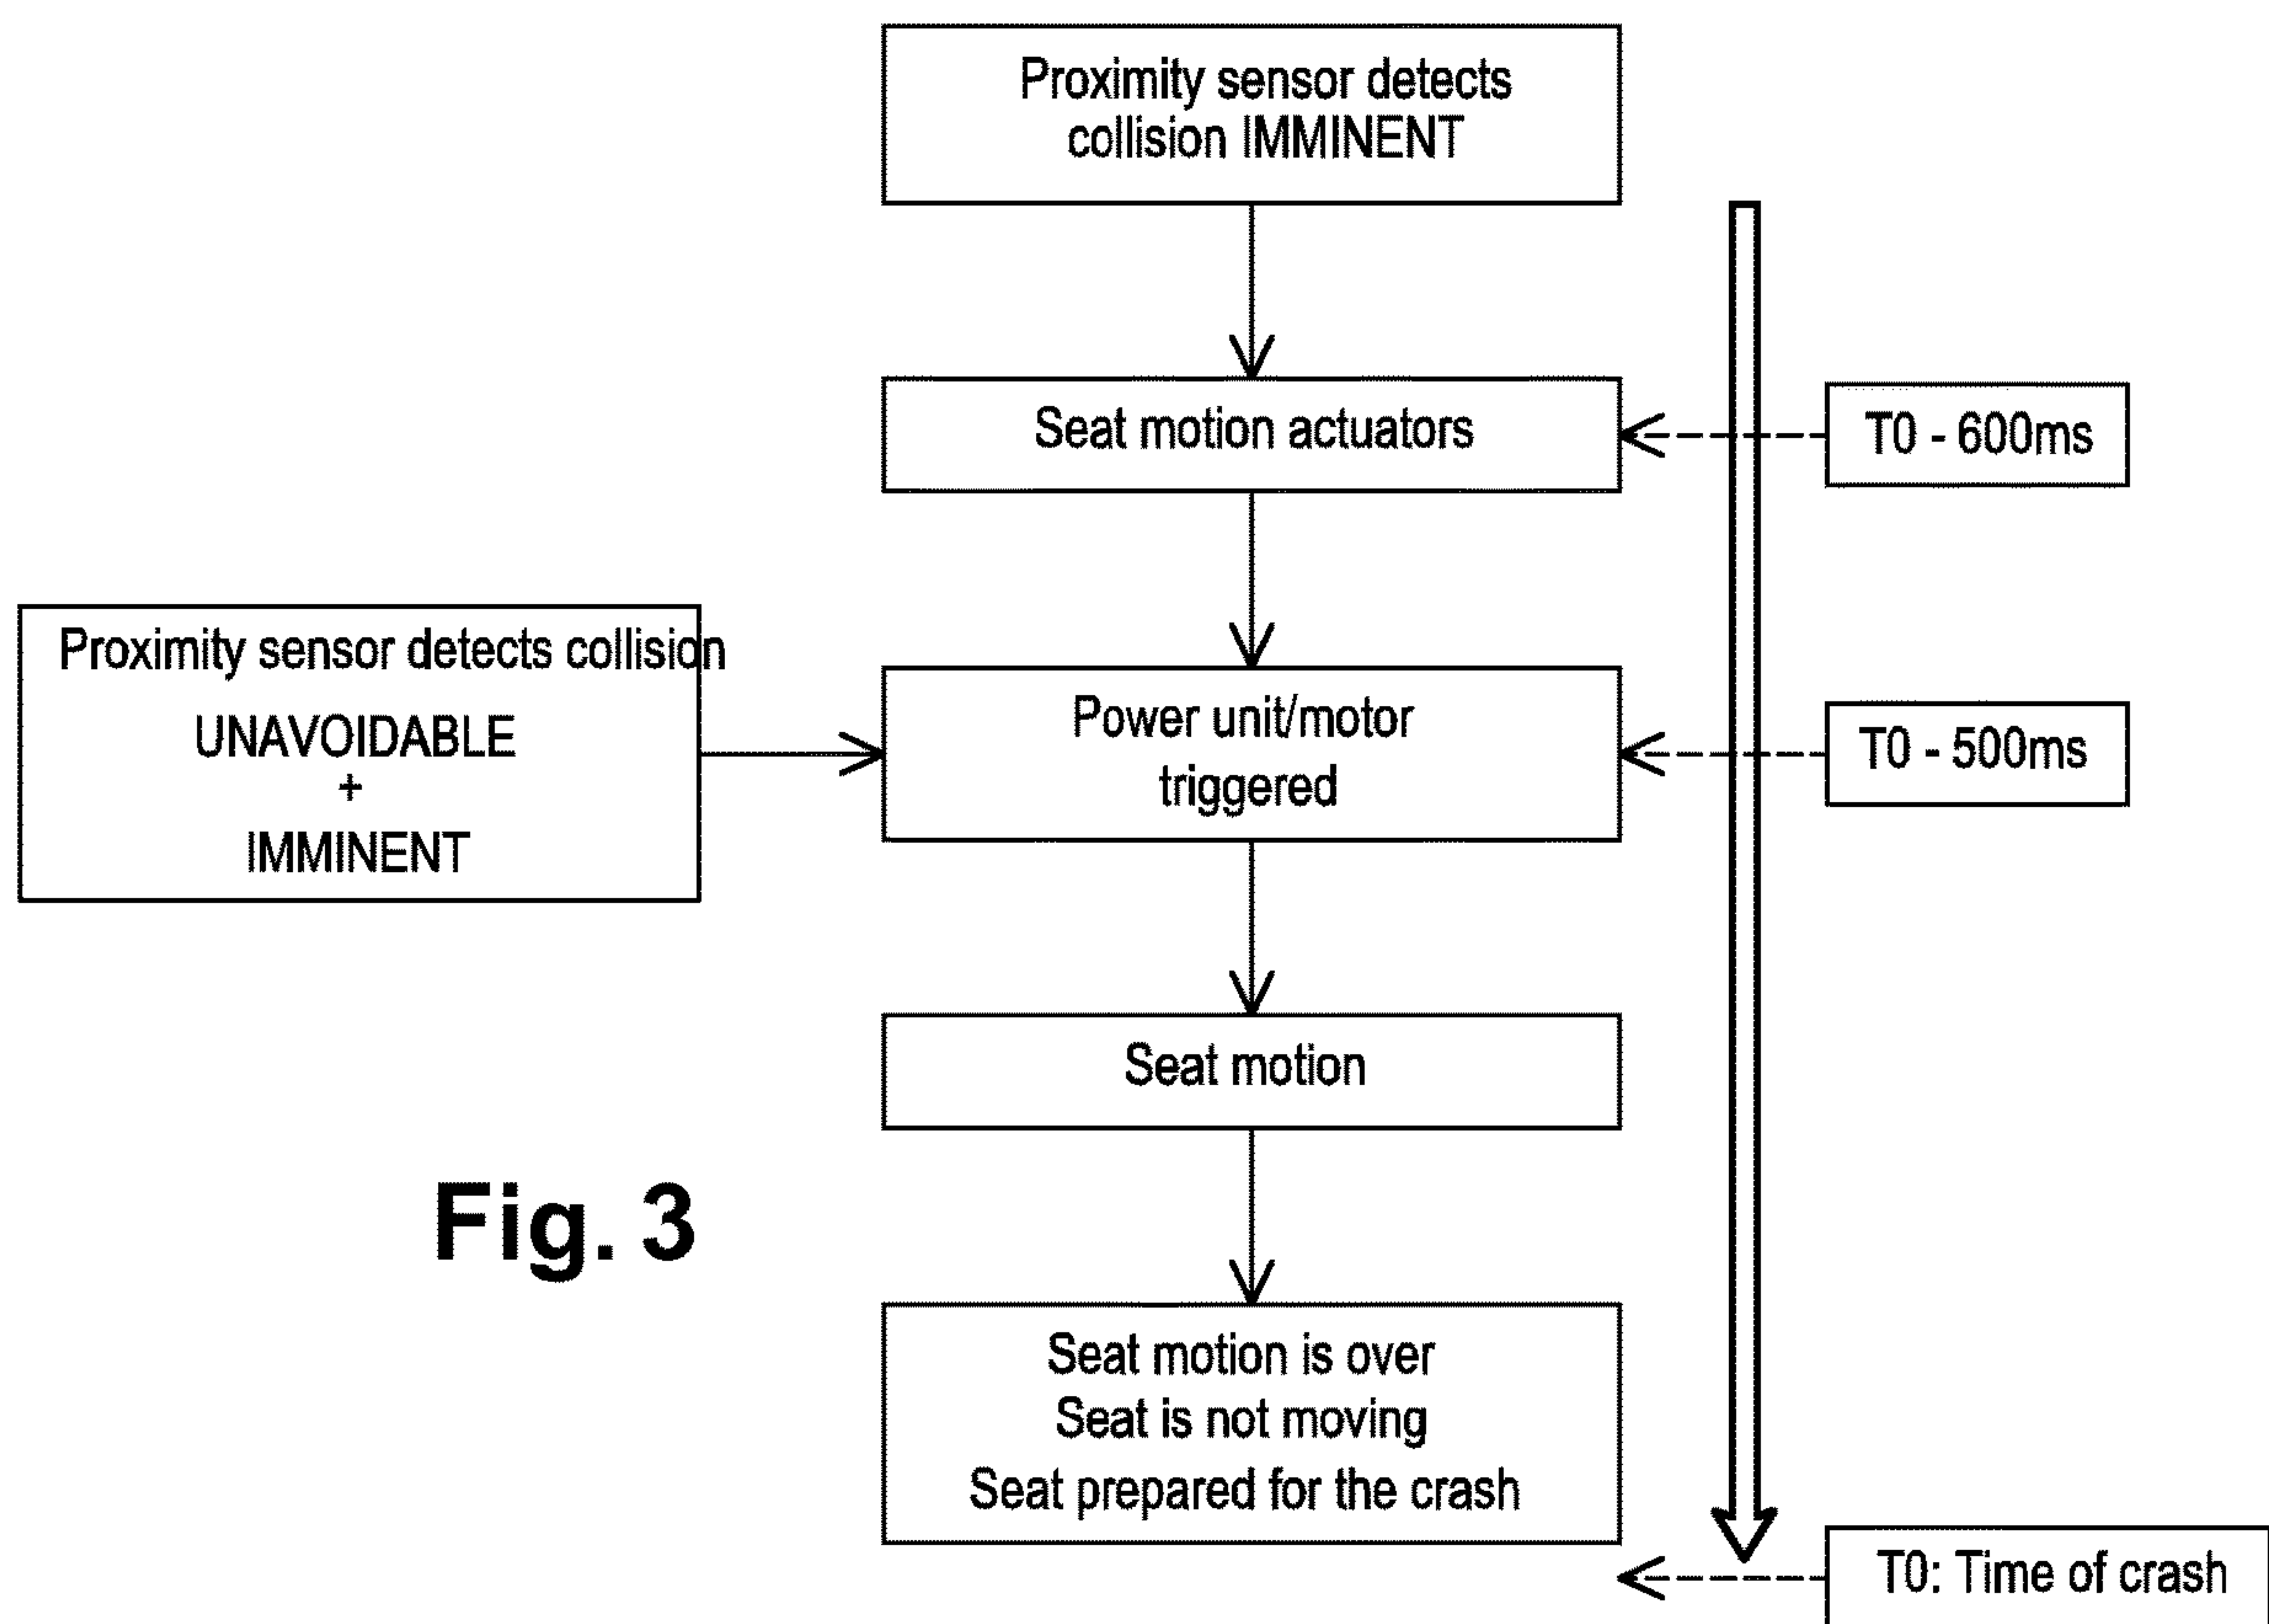 Proximity sensor detects
collision IMMINENT
Seat motion actuators
T0 - 600ms
Proximity sensor detects collision
UNAVOIDABLE
+
IMMINENT
Power unit/motor
triggered
T0 - 500ms
Seat motion
Fig. 3
Seat motion is over
Seat is not moving
Seat prepared for the crash
T0: Time of crash